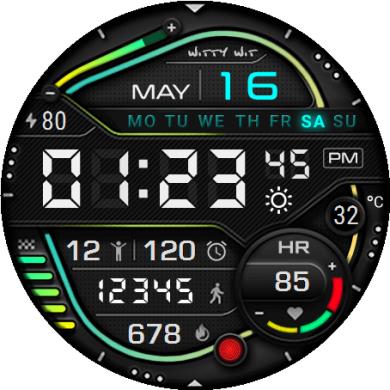 WITTY WIT
MAY 16
80 MO TU WE TH FR SA SU
01:23 45 PM
32 °C
12 120 HR
12345 85
678